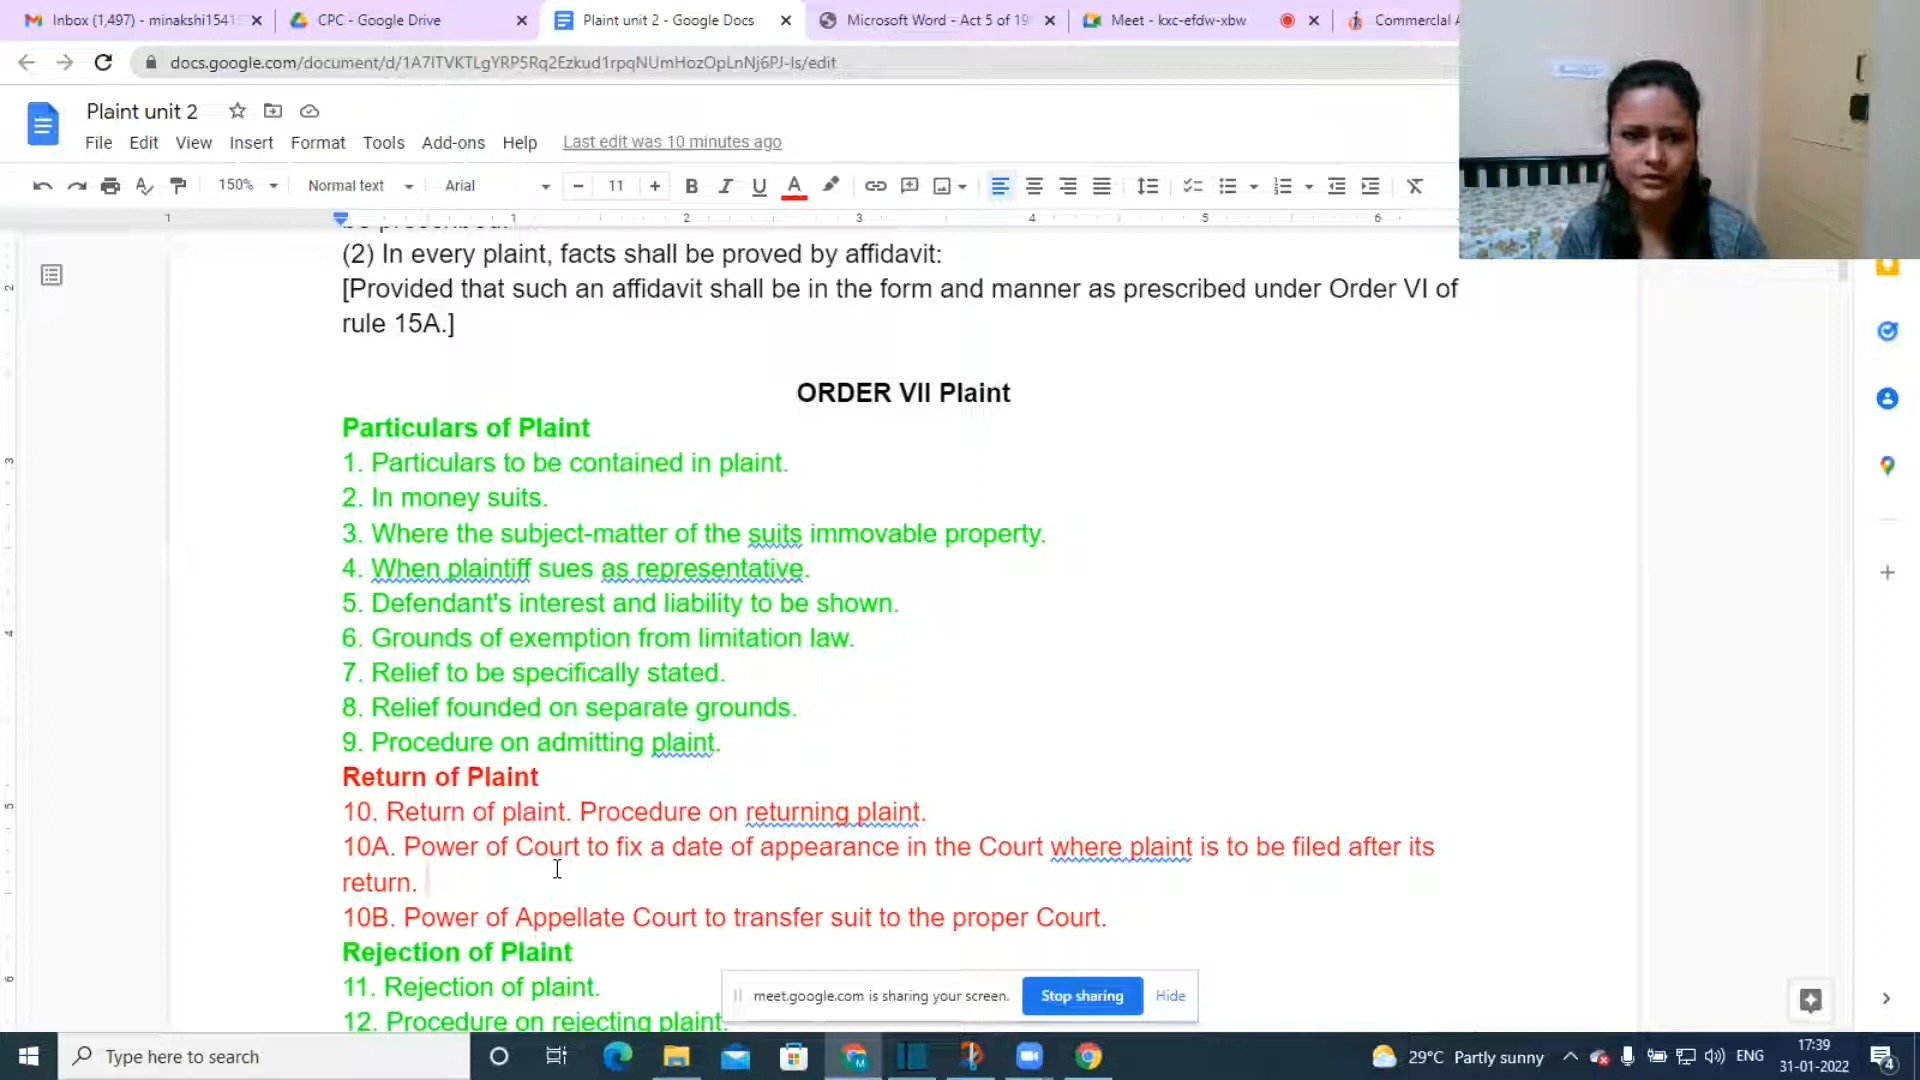 Inbox (1,497) - minakshi1541
CPC - Google Drive
Plaint unit 2 - Google Docs
Microsoft Word - Act 5 of 19
Meet - kxc-efdw-xbw
Commercial A
docs.google.com/document/d/1A7ITVKTLgYRP5Rq2Ezkud1rpqNUmHozOpLnNj6PJ-Is/edit
Plaint unit 2
File Edit View Insert Format Tools Add-ons Help Last edit was 10 minutes ago
150% Normal text Arial 11
(2) In every plaint, facts shall be proved by affidavit:
[Provided that such an affidavit shall be in the form and manner as prescribed under Order VI of
rule 15A.]
ORDER VII Plaint
Particulars of Plaint
1. Particulars to be contained in plaint.
2. In money suits.
3. Where the subject-matter of the suits immovable property.
4. When plaintiff sues as representative.
5. Defendant's interest and liability to be shown.
6. Grounds of exemption from limitation law.
7. Relief to be specifically stated.
8. Relief founded on separate grounds.
9. Procedure on admitting plaint.
Return of Plaint
10. Return of plaint. Procedure on returning plaint.
10A. Power of Court to fix a date of appearance in the Court where plaint is to be filed after its
return.
10B. Power of Appellate Court to transfer suit to the proper Court.
Rejection of Plaint
11. Rejection of plaint.
12. Procedure on rejecting plaint.
meet.google.com is sharing your screen. Stop sharing Hide
Type here to search
29°C Partly sunny ENG
17:39
31-01-2022
4